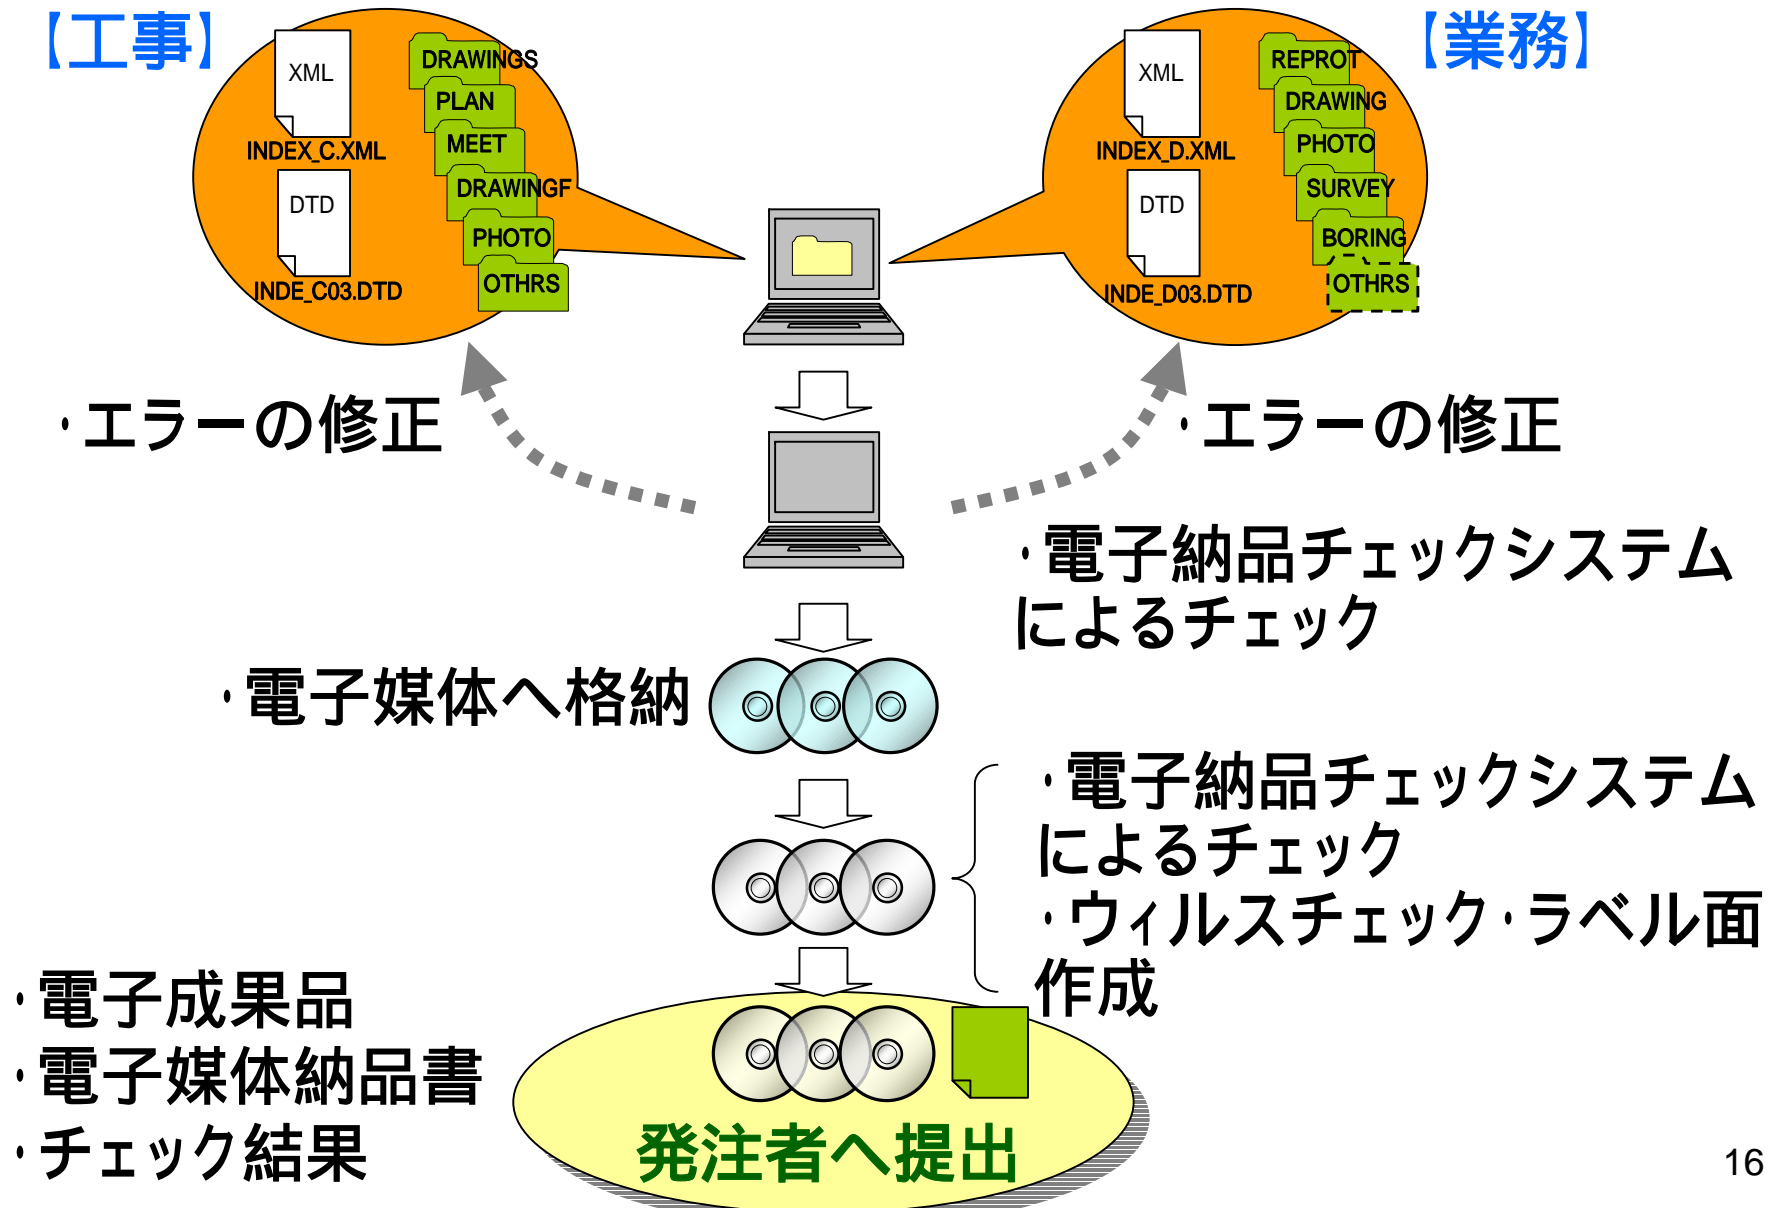 【工事】
XML
INDEX_C.XML
DTD
INDE_C03.DTD
DRAWINGS
PLAN
MEET
DRAWINGF
PHOTO
OTHRS
【業務】
XML
INDEX_D.XML
DTD
INDE_D03.DTD
REPROT
DRAWING
PHOTO
SURVEY
BORING
OTHRS
・エラーの修正
・エラーの修正
・電子納品チェックシステム
によるチェック
・電子媒体へ格納
・電子納品チェックシステム
によるチェック
・ウィルスチェック・ラベル面
作成
・電子成果品
・電子媒体納品書
・チェック結果
発注者へ提出
16